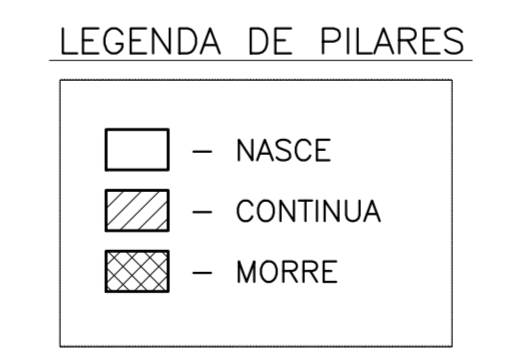 LEGENDA DE PILARES
– NASCE
– CONTINUA
– MORRE